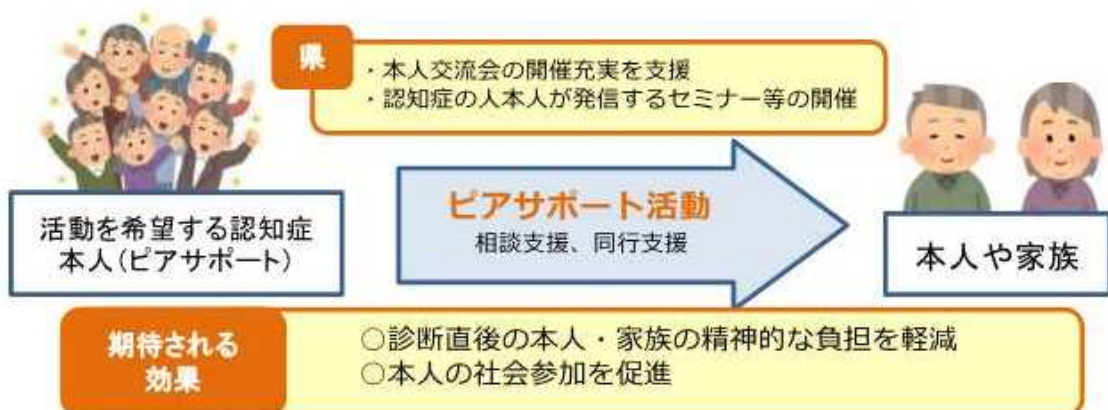 県
・本人交流会の開催充実を支援
・認知症の人本人が発信するセミナー等の開催
活動を希望する認知症
本人(ピアサポート)
ピアサポート活動
相談支援、同行支援
本人や家族
期待される
効果
○診断直後の本人・家族の精神的な負担を軽減
○本人の社会参加を促進